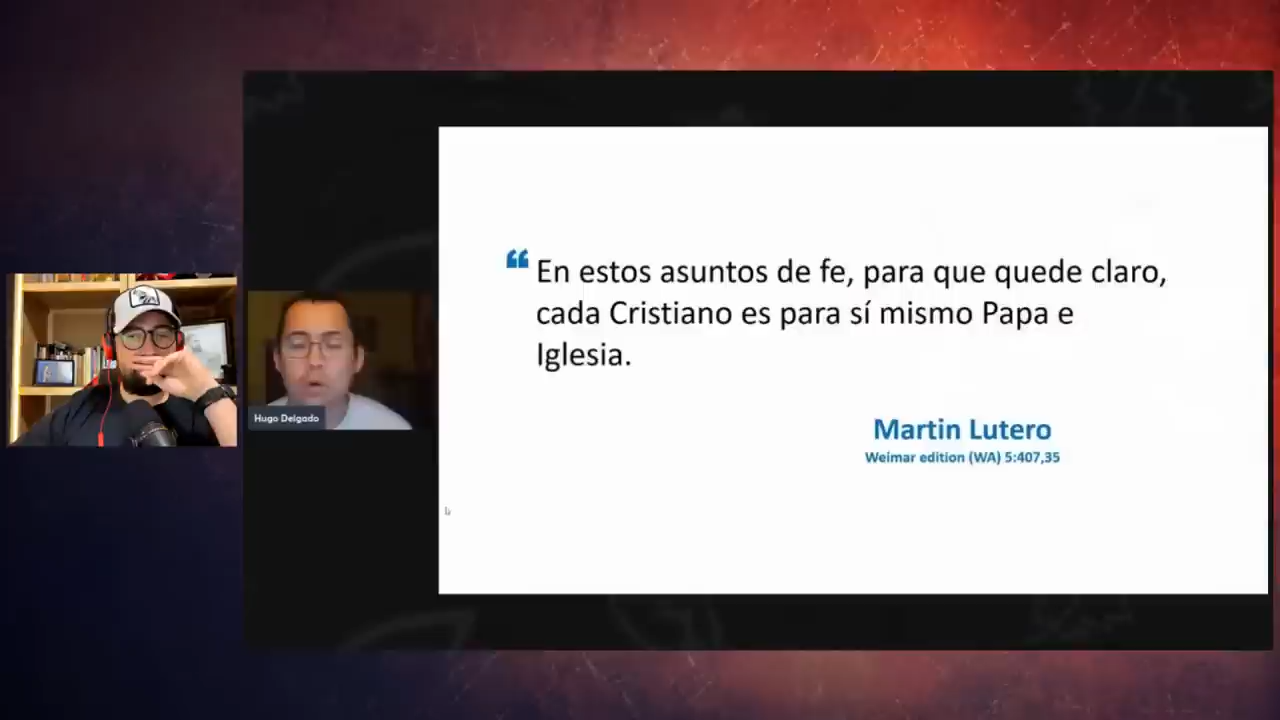 “ En estos asuntos de fe, para que quede claro,
cada Cristiano es para sí mismo Papa e
Iglesia.
Martin Lutero
Weimar edition (WA) 5:407,35
Hugo Delgado